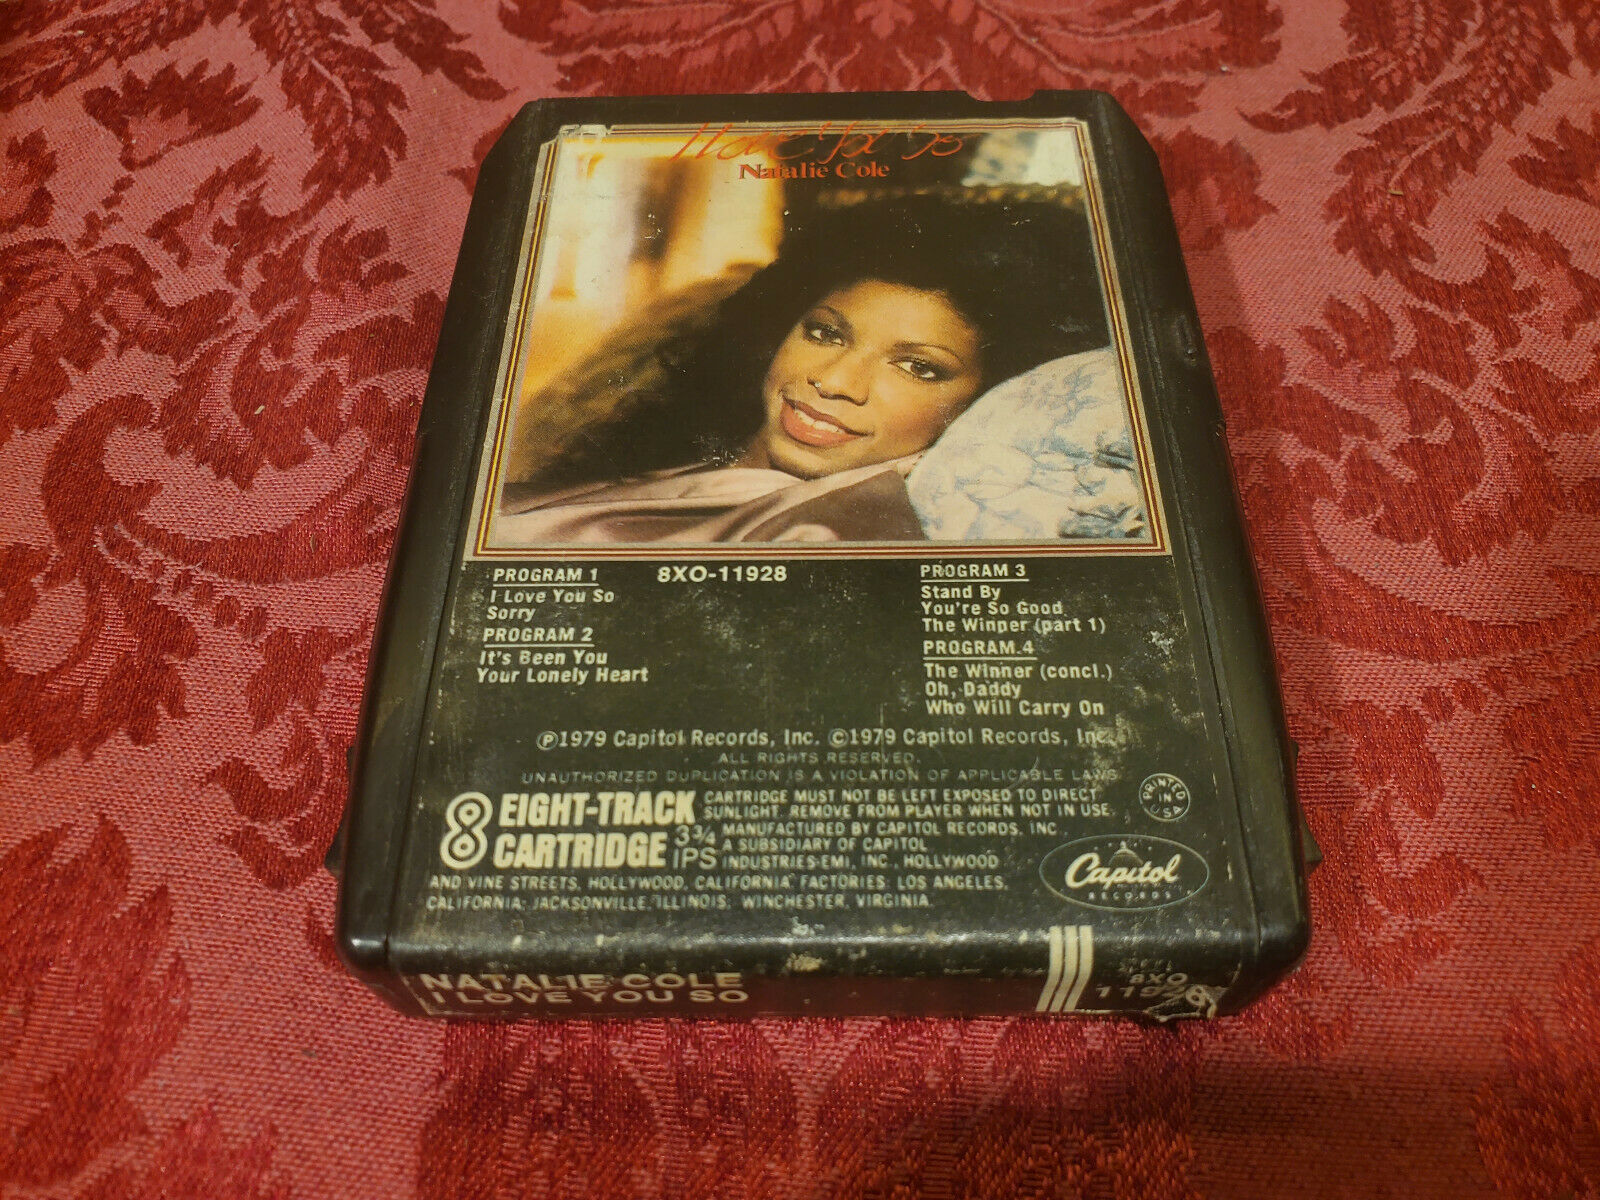 I Love You So
Natalie Cole
PROGRAM 1
I Love You So
Sorry
PROGRAM 2
It's Been You
Your Lonely Heart
8XO-11928
PROGRAM 3
Stand By
You're So Good
The Winner (part 1)
PROGRAM 4
The Winner (concl.)
Oh, Daddy
Who Will Carry On
℗1979 Capitol Records, Inc. ©1979 Capitol Records, Inc.
ALL RIGHTS RESERVED.
UNAUTHORIZED DUPLICATION IS A VIOLATION OF APPLICABLE LAWS
8 EIGHT-TRACK
CARTRIDGE
3¾
IPS
CARTRIDGE MUST NOT BE LEFT EXPOSED TO DIRECT
SUNLIGHT. REMOVE FROM PLAYER WHEN NOT IN USE.
MANUFACTURED BY CAPITOL RECORDS, INC.,
A SUBSIDIARY OF CAPITOL
INDUSTRIES-EMI, INC., HOLLYWOOD
AND VINE STREETS, HOLLYWOOD, CALIFORNIA. FACTORIES: LOS ANGELES,
CALIFORNIA; JACKSONVILLE, ILLINOIS; WINCHESTER, VIRGINIA.
PRINTED
IN
USA
Capitol
RECORDS
NATALIE COLE
I LOVE YOU SO
8XO
11928